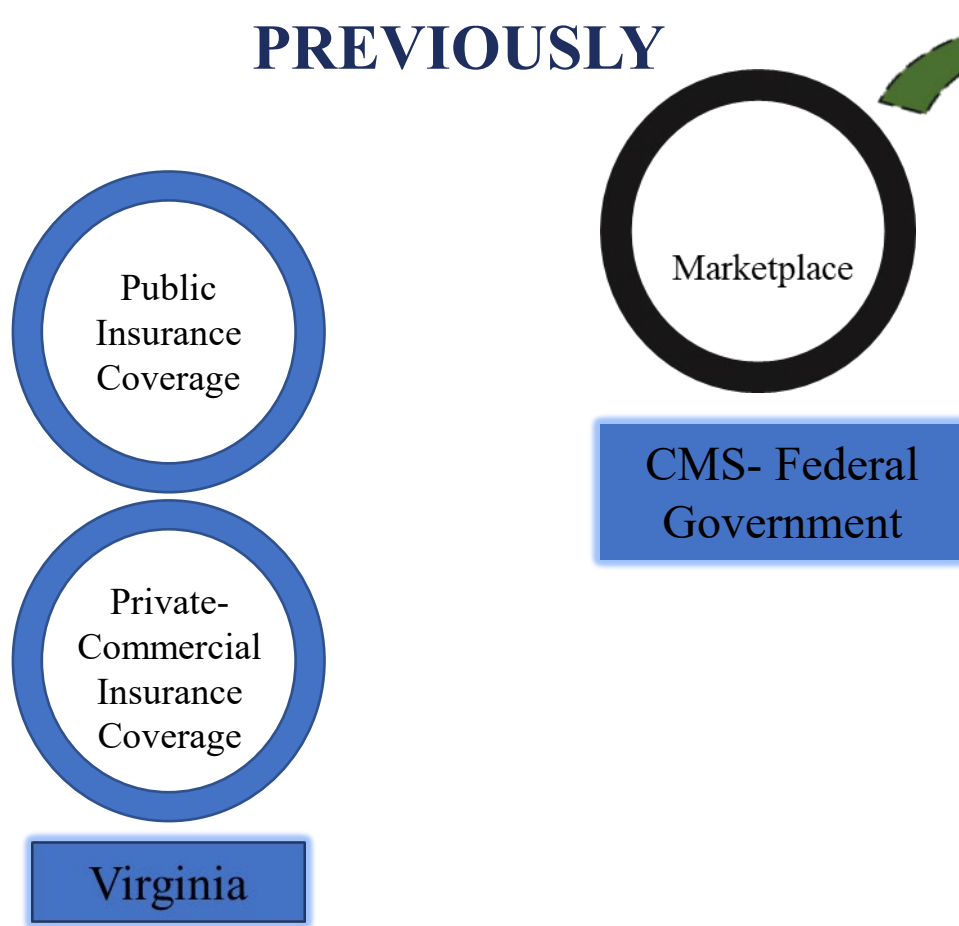 PREVIOUSLY
Public
Insurance
Coverage
Private-
Commercial
Insurance
Coverage
Virginia
Marketplace
CMS- Federal
Government